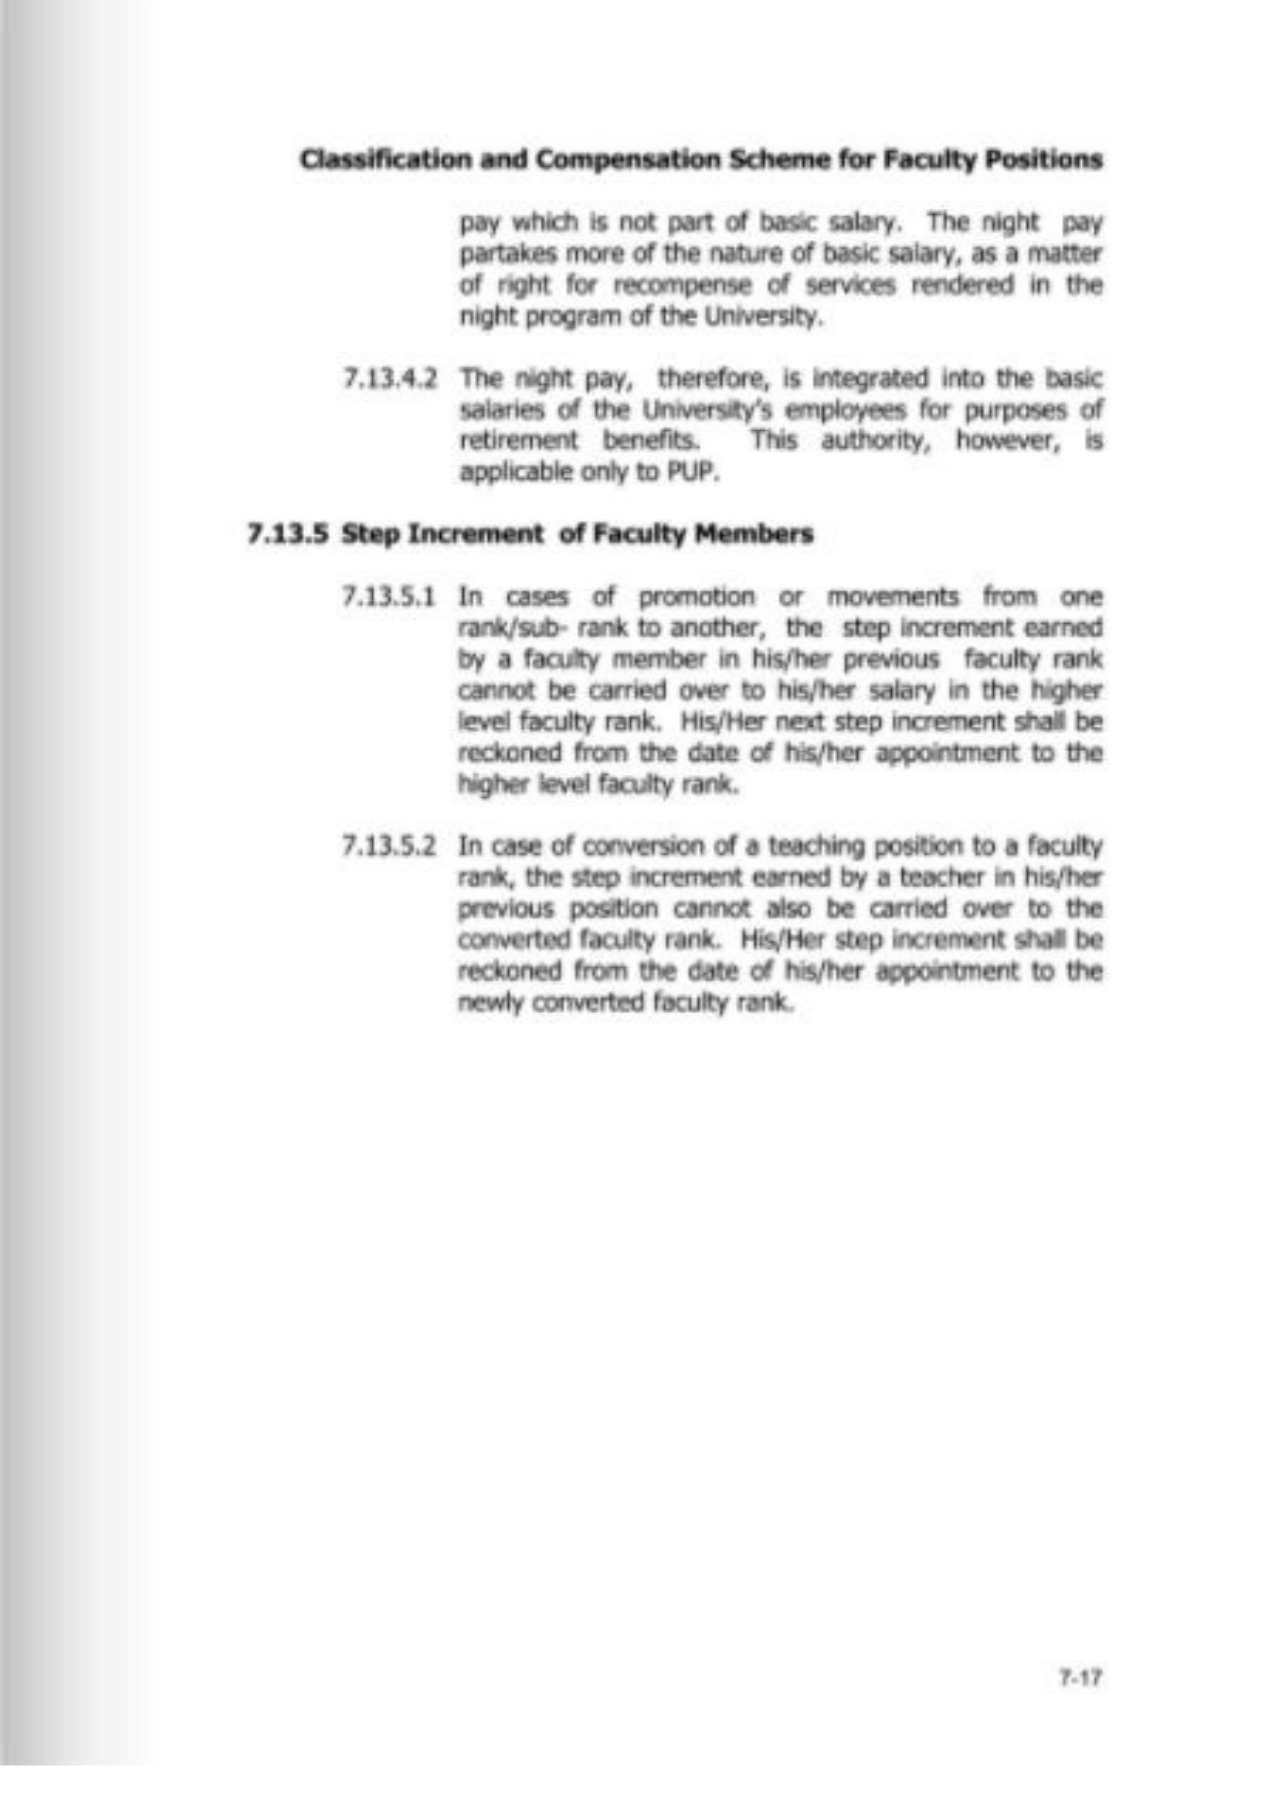 Classification and Compensation Scheme for Faculty Positions
pay which is not part of basic salary. The night pay
partakes more of the nature of basic salary, as a matter
of right for recompense of services rendered in the
night program of the University.
7.13.4.2 The night pay, therefore, is integrated into the basic
salaries of the University's employees for purposes of
retirement benefits. This authority, however, is
applicable only to PUP.
7.13.5 Step Increment of Faculty Members
7.13.5.1 In cases of promotion or movements from one
rank/sub- rank to another, the step increment earned
by a faculty member in his/her previous faculty rank
cannot be carried over to his/her salary in the higher
level faculty rank. His/Her next step increment shall be
reckoned from the date of his/her appointment to the
higher level faculty rank.
7.13.5.2 In case of conversion of a teaching position to a faculty
rank, the step increment earned by a teacher in his/her
previous position cannot also be carried over to the
converted faculty rank. His/Her step increment shall be
reckoned from the date of his/her appointment to the
newly converted faculty rank.
7-17